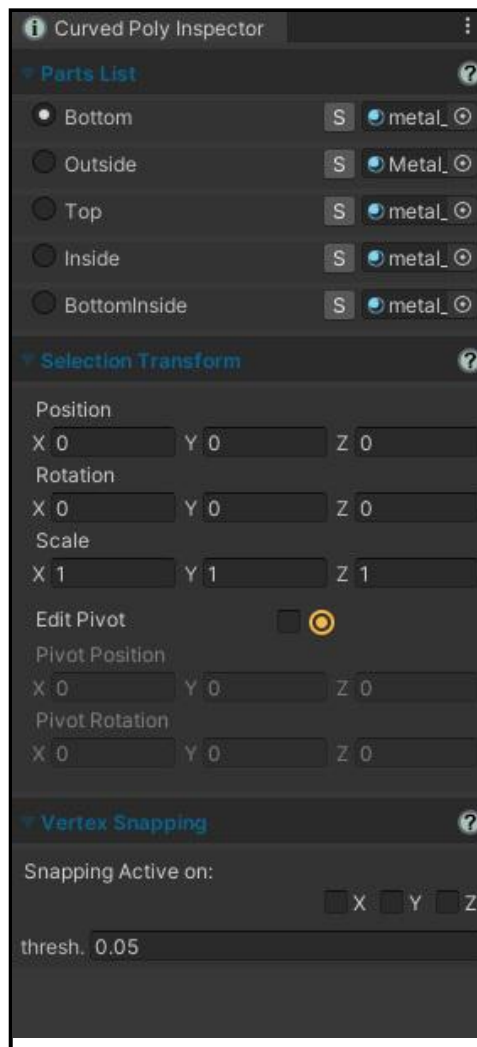 i Curved Poly Inspector
Parts List ?
Bottom S metal_
Outside S Metal_
Top S metal_
Inside S metal_
BottomInside S metal_
Selection Transform ?
Position
X 0 Y 0 Z 0
Rotation
X 0 Y 0 Z 0
Scale
X 1 Y 1 Z 1
Edit Pivot
Pivot Position
X 0 Y 0 Z 0
Pivot Rotation
X 0 Y 0 Z 0
Vertex Snapping ?
Snapping Active on:
X Y Z
thresh. 0.05